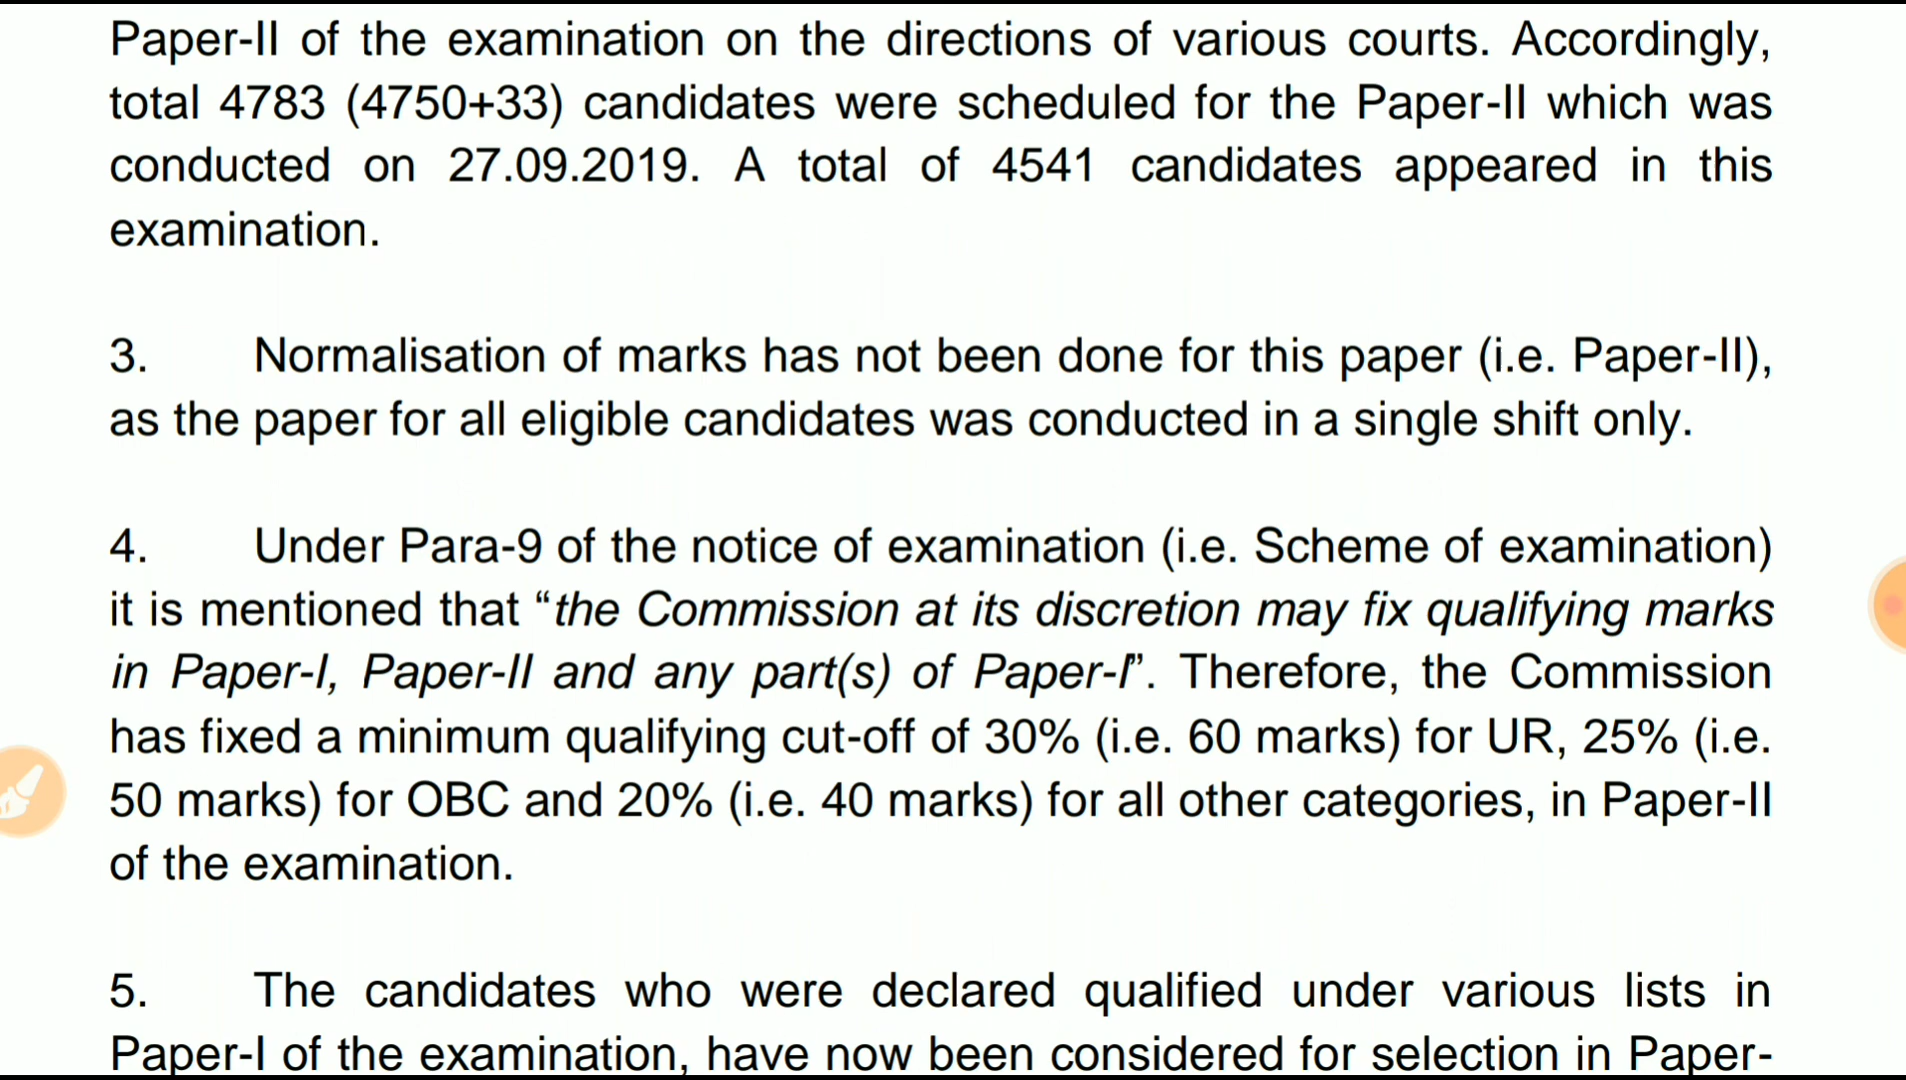 Paper-II of the examination on the directions of various courts. Accordingly,
total 4783 (4750+33) candidates were scheduled for the Paper-II which was
conducted on 27.09.2019. A total of 4541 candidates appeared in this
examination.
3. Normalisation of marks has not been done for this paper (i.e. Paper-II),
as the paper for all eligible candidates was conducted in a single shift only.
4. Under Para-9 of the notice of examination (i.e. Scheme of examination)
it is mentioned that “the Commission at its discretion may fix qualifying marks
in Paper-I, Paper-II and any part(s) of Paper-I”. Therefore, the Commission
has fixed a minimum qualifying cut-off of 30% (i.e. 60 marks) for UR, 25% (i.e.
50 marks) for OBC and 20% (i.e. 40 marks) for all other categories, in Paper-II
of the examination.
5. The candidates who were declared qualified under various lists in
Paper-I of the examination, have now been considered for selection in Paper-